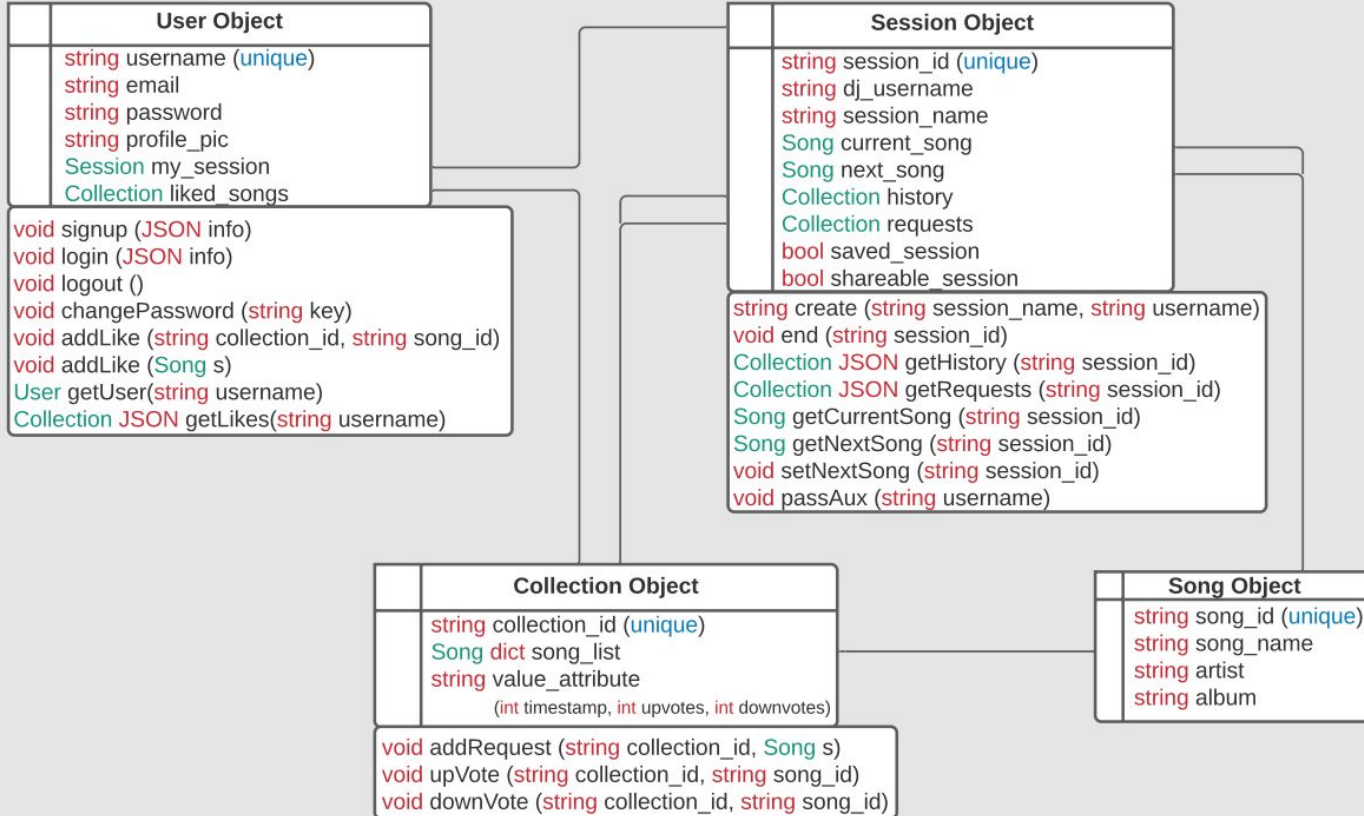 User Object
string username (unique)
string email
string password
string profile_pic
Session my_session
Collection liked_songs
void signup (JSON info)
void login (JSON info)
void logout ()
void changePassword (string key)
void addLike (string collection_id, string song_id)
void addLike (Song s)
User getUser(string username)
Collection JSON getLikes(string username)
Session Object
string session_id (unique)
string dj_username
string session_name
Song current_song
Song next_song
Collection history
Collection requests
bool saved_session
bool shareable_session
string create (string session_name, string username)
void end (string session_id)
Collection JSON getHistory (string session_id)
Collection JSON getRequests (string session_id)
Song getCurrentSong (string session_id)
Song getNextSong (string session_id)
void setNextSong (string session_id)
void passAux (string username)
Collection Object
string collection_id (unique)
Song dict song_list
string value_attribute
(int timestamp, int upvotes, int downvotes)
void addRequest (string collection_id, Song s)
void upVote (string collection_id, string song_id)
void downVote (string collection_id, string song_id)
Song Object
string song_id (unique)
string song_name
string artist
string album